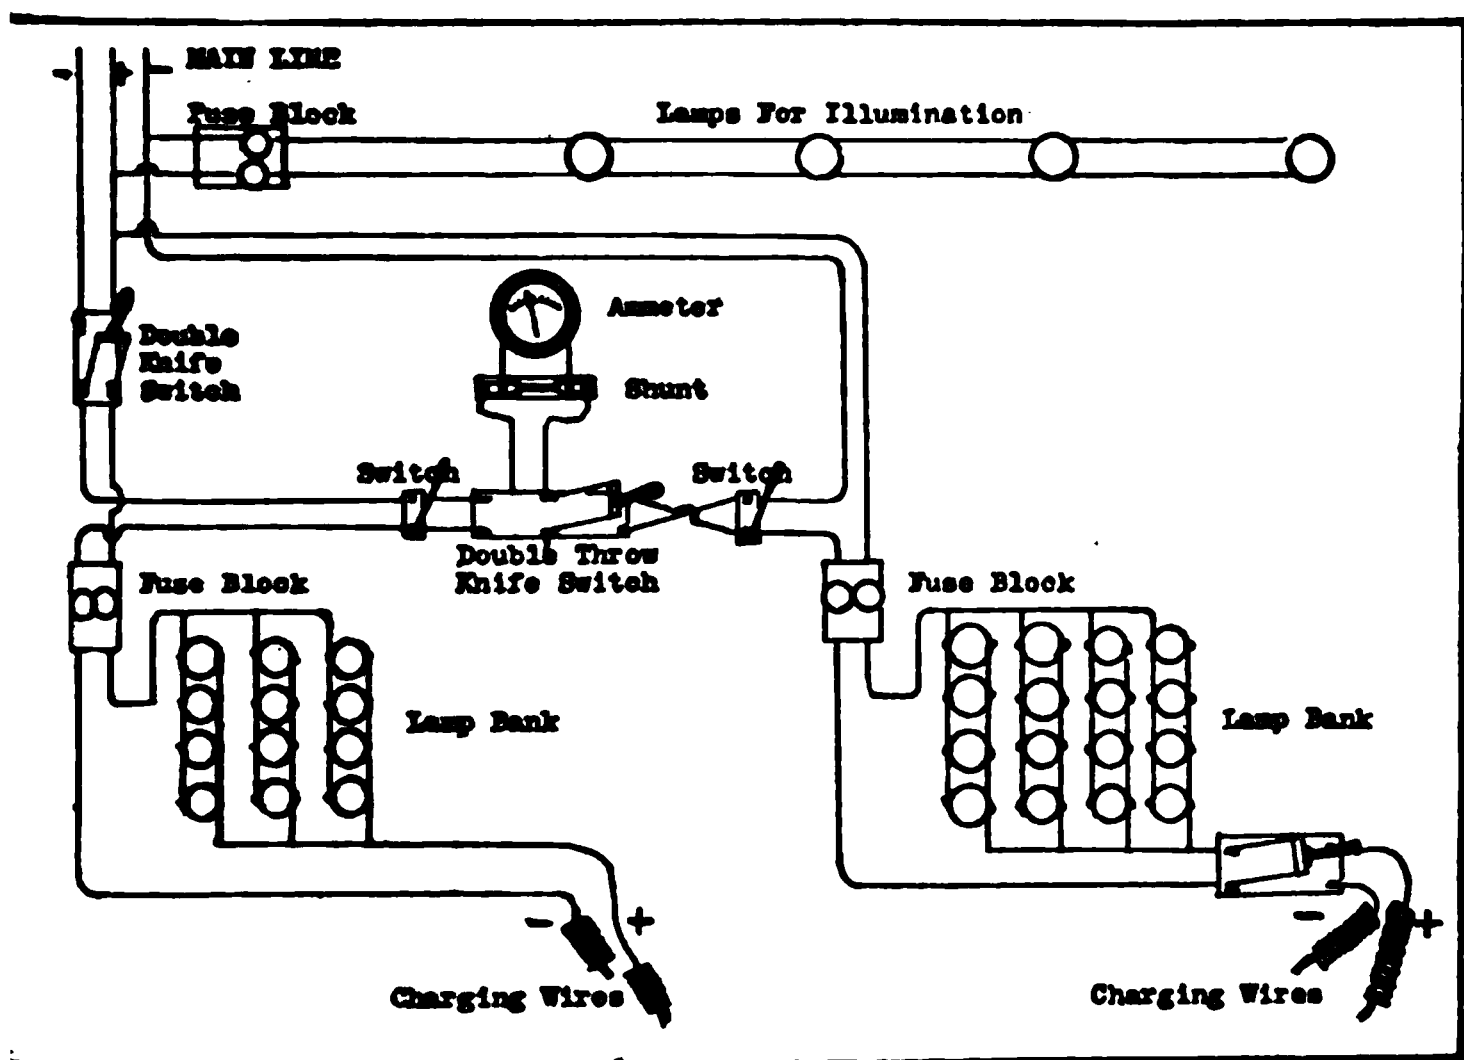 - + - MAIN LINE
Fuse Block
Lamps For Illumination
Ammeter
Double
Knife
Switch
Shunt
Switch
Switch
Double Throw
Knife Switch
Fuse Block
Fuse Block
Lamp Bank
Lamp Bank
- +
- +
Charging Wires
Charging Wires